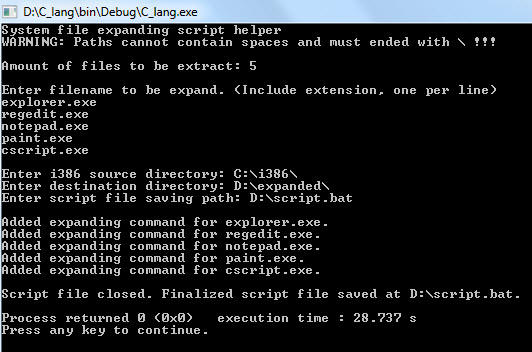 D:\C_lang\bin\Debug\C_lang.exe
System file expanding script helper
WARNING: Paths cannot contain spaces and must ended with \ !!!
Amount of files to be extract: 5
Enter filename to be expand. (Include extension, one per line)
explorer.exe
regedit.exe
notepad.exe
paint.exe
cscript.exe
Enter i386 source directory: C:\i386\
Enter destination directory: D:\expanded\
Enter script file saving path: D:\script.bat
Added expanding command for explorer.exe.
Added expanding command for regedit.exe.
Added expanding command for notepad.exe.
Added expanding command for paint.exe.
Added expanding command for cscript.exe.
Script file closed. Finalized script file saved at D:\script.bat.
Process returned 0 (0x0)   execution time : 28.737 s
Press any key to continue.